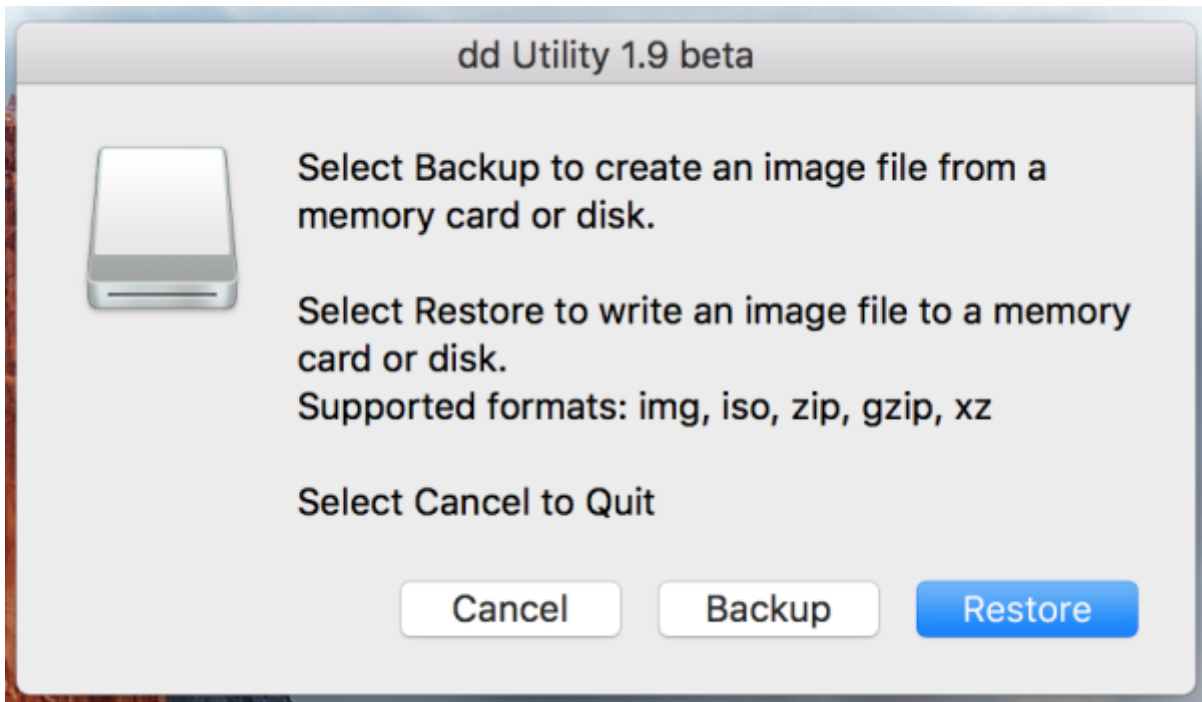 dd Utility 1.9 beta
Select Backup to create an image file from a
memory card or disk.
Select Restore to write an image file to a memory
card or disk.
Supported formats: img, iso, zip, gzip, xz
Select Cancel to Quit
Cancel
Backup
Restore